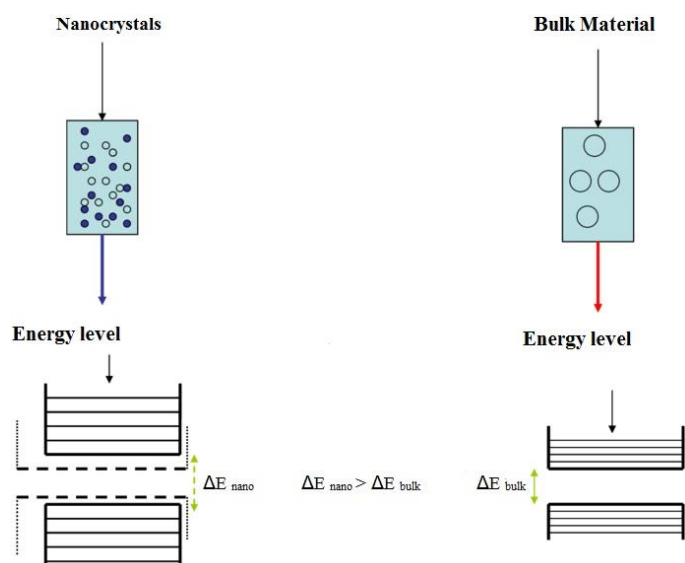 Nanocrystals
Bulk Material
Energy level
Energy level
ΔE nano
ΔE nano > ΔE bulk
ΔE bulk